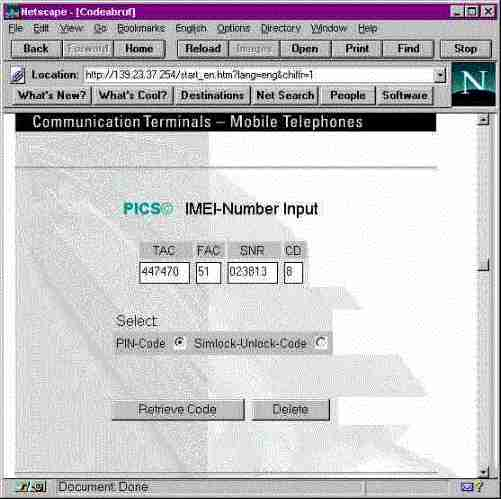 Netscape - [Codeabruf]
File Edit View Go Bookmarks English Options Directory Window Help
Back Forward Home Reload Images Open Print Find Stop
Location: http://139.23.37.254/start_en.htm?lang=eng&chiffr=1
N
What's New? What's Cool? Destinations Net Search People Software
Communication Terminals – Mobile Telephones
PICS© IMEI-Number Input
TAC FAC SNR CD
447470 51 023813 8
Select:
PIN-Code Simlock-Unlock-Code
Retrieve Code Delete
Document: Done